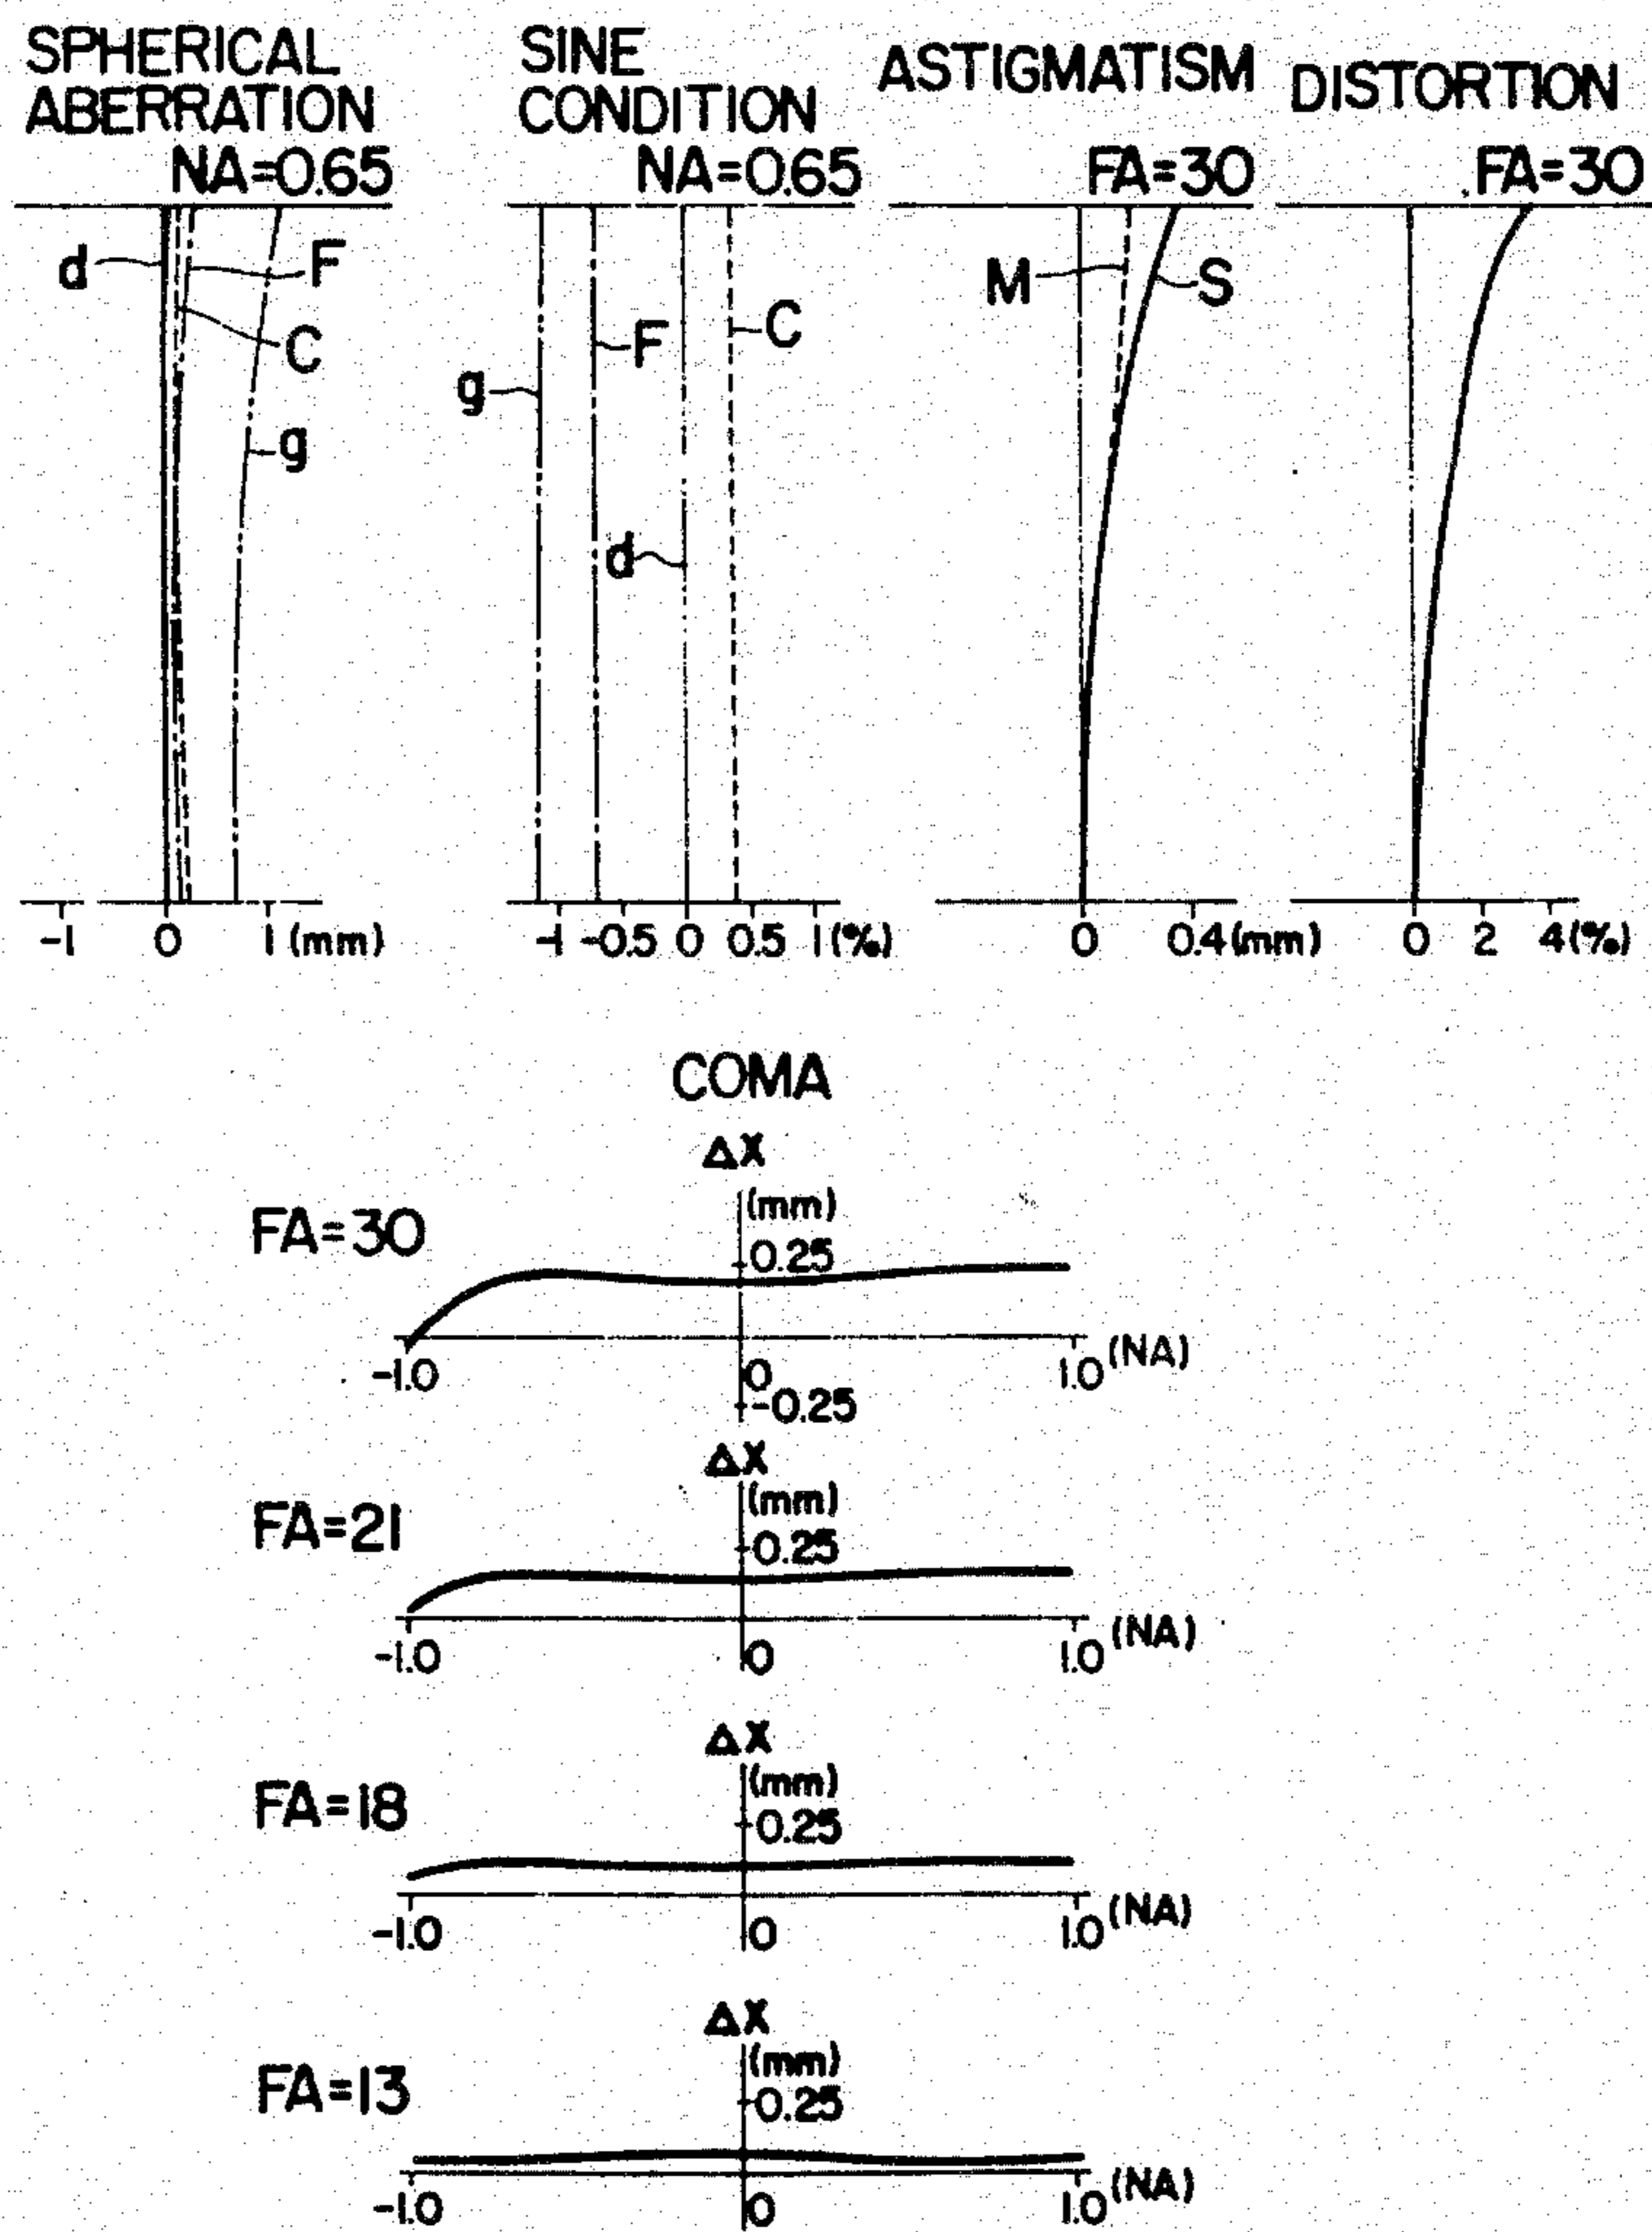 SPHERICAL
ABERRATION
NA=0.65
d
F
C
g
-1 0 1 (mm)
SINE
CONDITION
NA=0.65
g
F
C
d
-1 -0.5 0 0.5 1(%)
ASTIGMATISM
FA=30
M
S
0 0.4(mm)
DISTORTION
FA=30
0 2 4(%)
COMA
ΔX
(mm)
FA=30
0.25
-1.0 0 1.0 (NA)
-0.25
ΔX
(mm)
FA=21
0.25
-1.0 0 1.0 (NA)
ΔX
(mm)
FA=18
0.25
-1.0 0 1.0 (NA)
ΔX
(mm)
FA=13
0.25
-1.0 0 1.0 (NA)